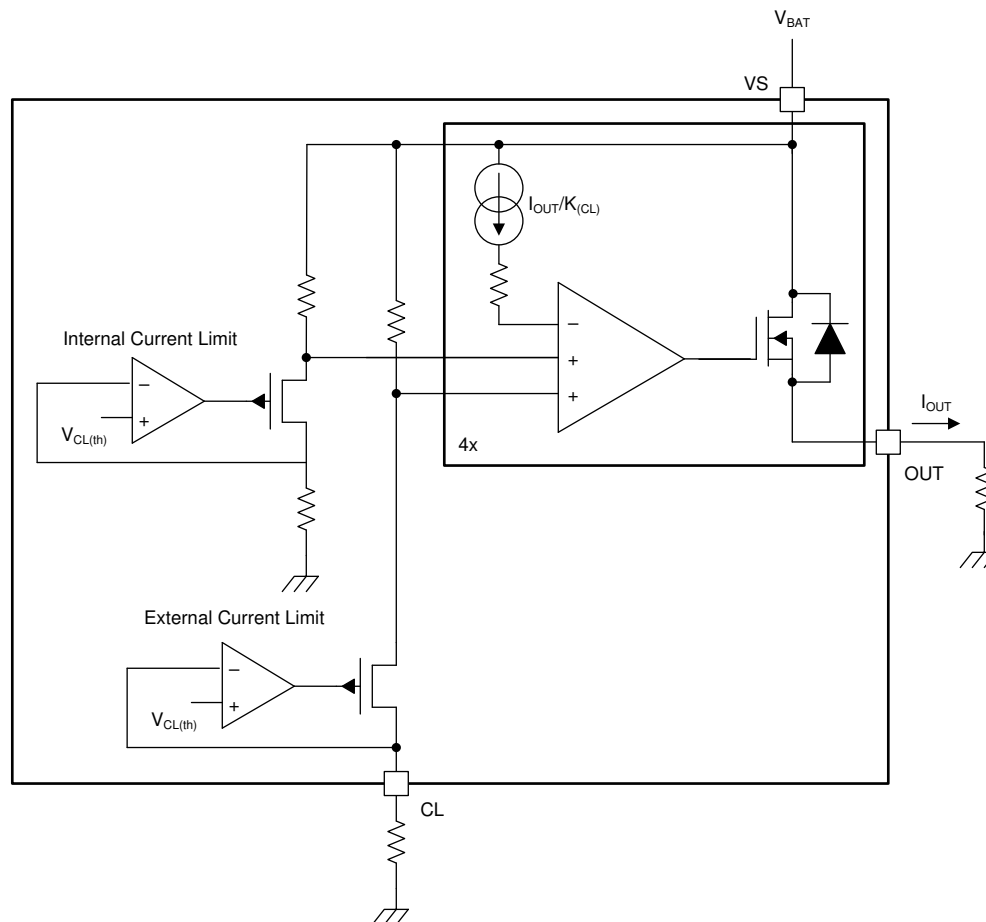 V_BAT
VS
I_OUT/K_(CL)
Internal Current Limit
−
+
V_CL(th)
−
+
+
4x
I_OUT
OUT
External Current Limit
−
+
V_CL(th)
CL